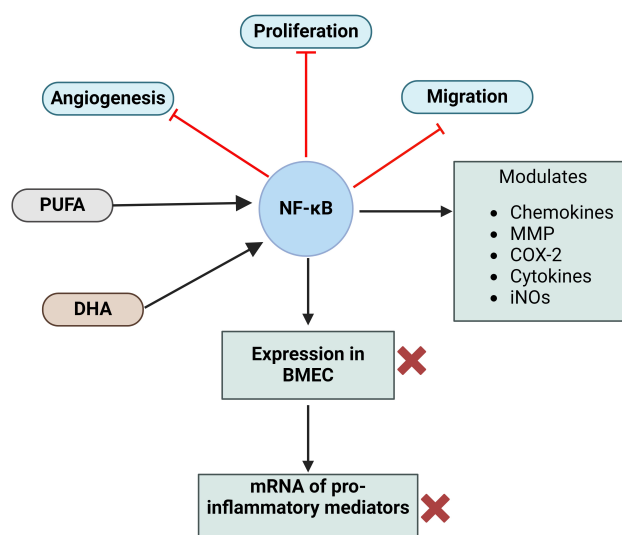 Proliferation
Angiogenesis
Migration
PUFA
NF-κB
Modulates
• Chemokines
• MMP
• COX-2
• Cytokines
• iNOs
DHA
Expression in
BMEC
mRNA of pro-
inflammatory mediators